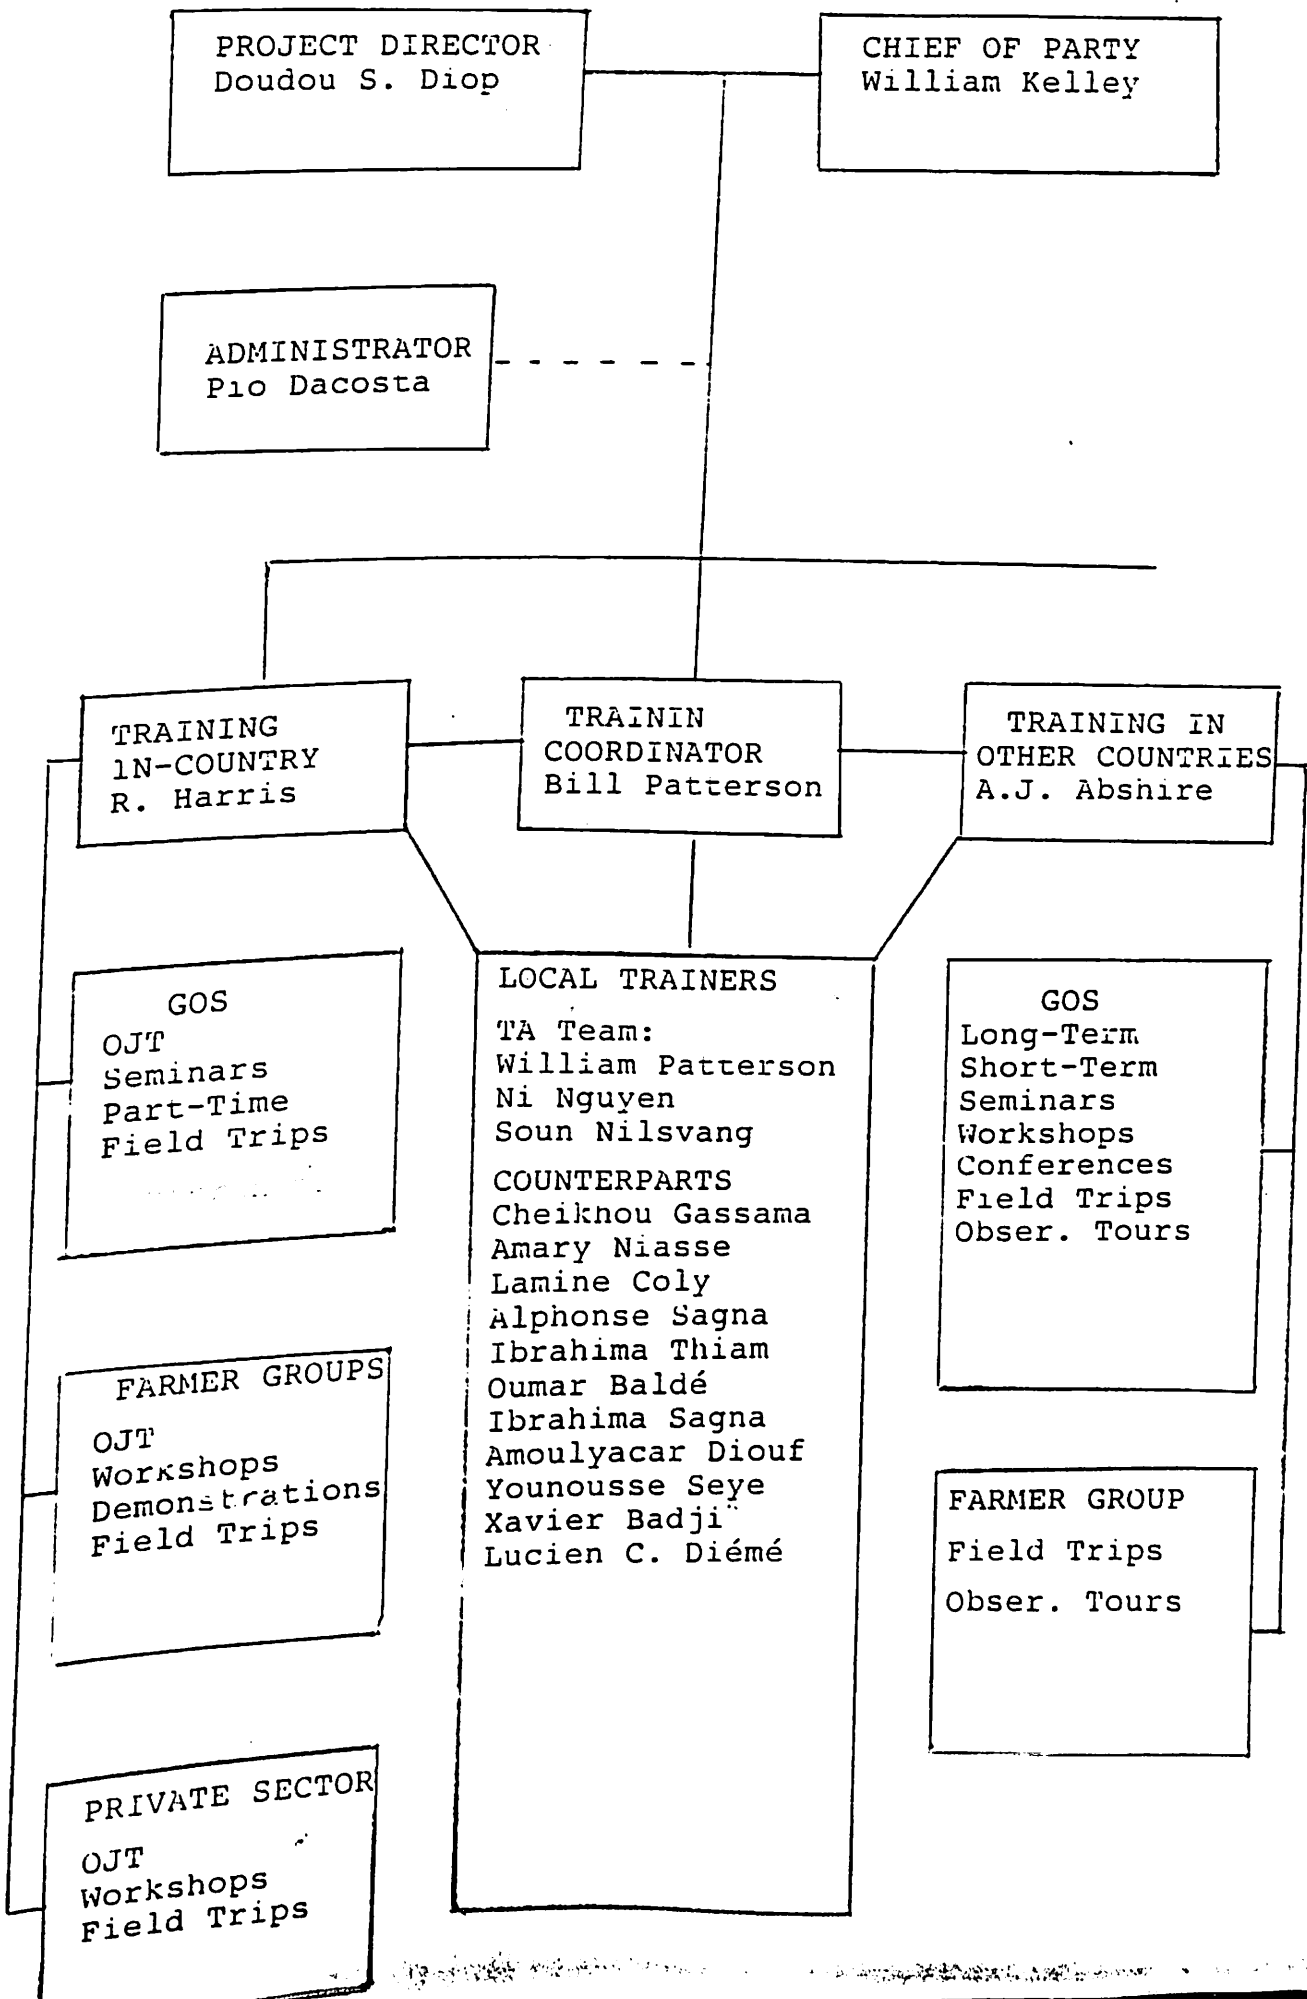 PROJECT DIRECTOR
Doudou S. Diop
CHIEF OF PARTY
William Kelley
ADMINISTRATOR
Pio Dacosta
TRAINING
IN-COUNTRY
R. Harris
TRAININ
COORDINATOR
Bill Patterson
TRAINING IN
OTHER COUNTRIES
A.J. Abshire
GOS
OJT
Seminars
Part-Time
Field Trips
FARMER GROUPS
OJT
Workshops
Demonstrations
Field Trips
PRIVATE SECTOR
OJT
Workshops
Field Trips
LOCAL TRAINERS
TA Team:
William Patterson
Ni Nguyen
Soun Nilsvang
COUNTERPARTS
Cheikhou Gassama
Amary Niasse
Lamine Coly
Alphonse Sagna
Ibrahima Thiam
Oumar Baldé
Ibrahima Sagna
Amoulyacar Diouf
Younousse Seye
Xavier Badji
Lucien C. Diémé
GOS
Long-Term
Short-Term
Seminars
Workshops
Conferences
Field Trips
Obser. Tours
FARMER GROUP
Field Trips
Obser. Tours